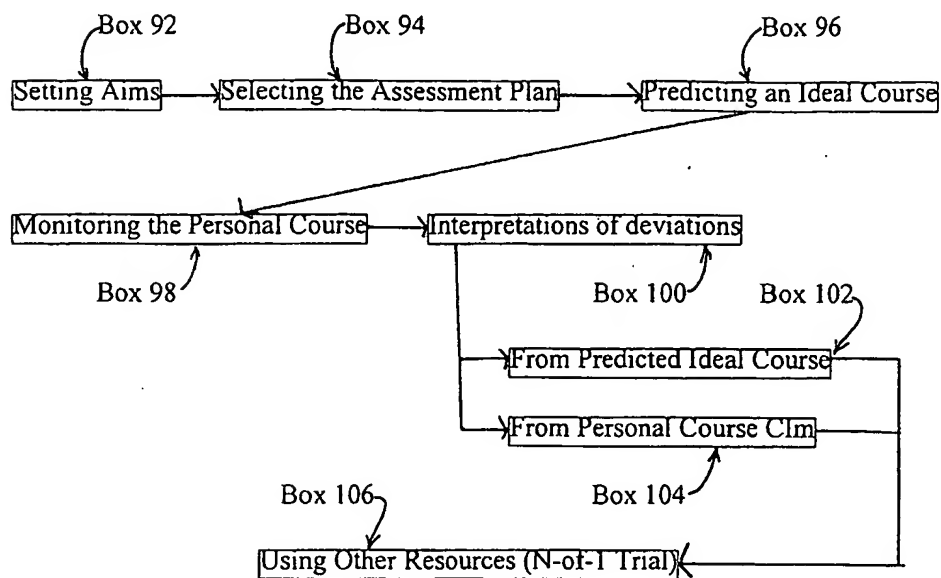 Box 92
Box 94
Box 96
Setting Aims
Selecting the Assessment Plan
Predicting an Ideal Course
Monitoring the Personal Course
Interpretations of deviations
Box 98
Box 100
Box 102
From Predicted Ideal Course
From Personal Course CIm
Box 104
Box 106
Using Other Resources (N-of-1 Trial)